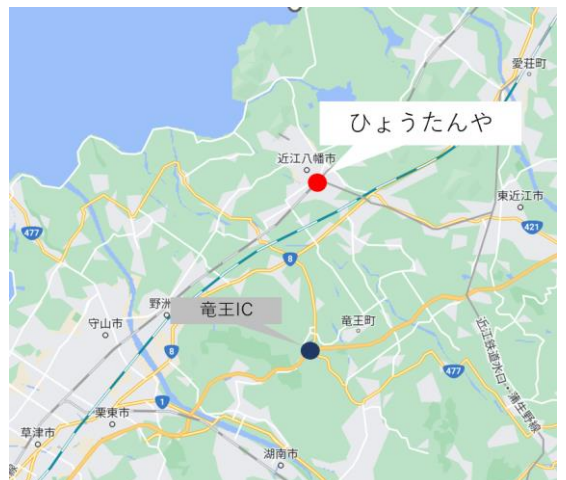 愛荘町
ひょうたんや
近江八幡市
東近江市
477
421
8
野洲
竜王IC
竜王町
守山市
8
477
近江鉄道水口・蒲生野線
1
栗東市
草津市
湖南市